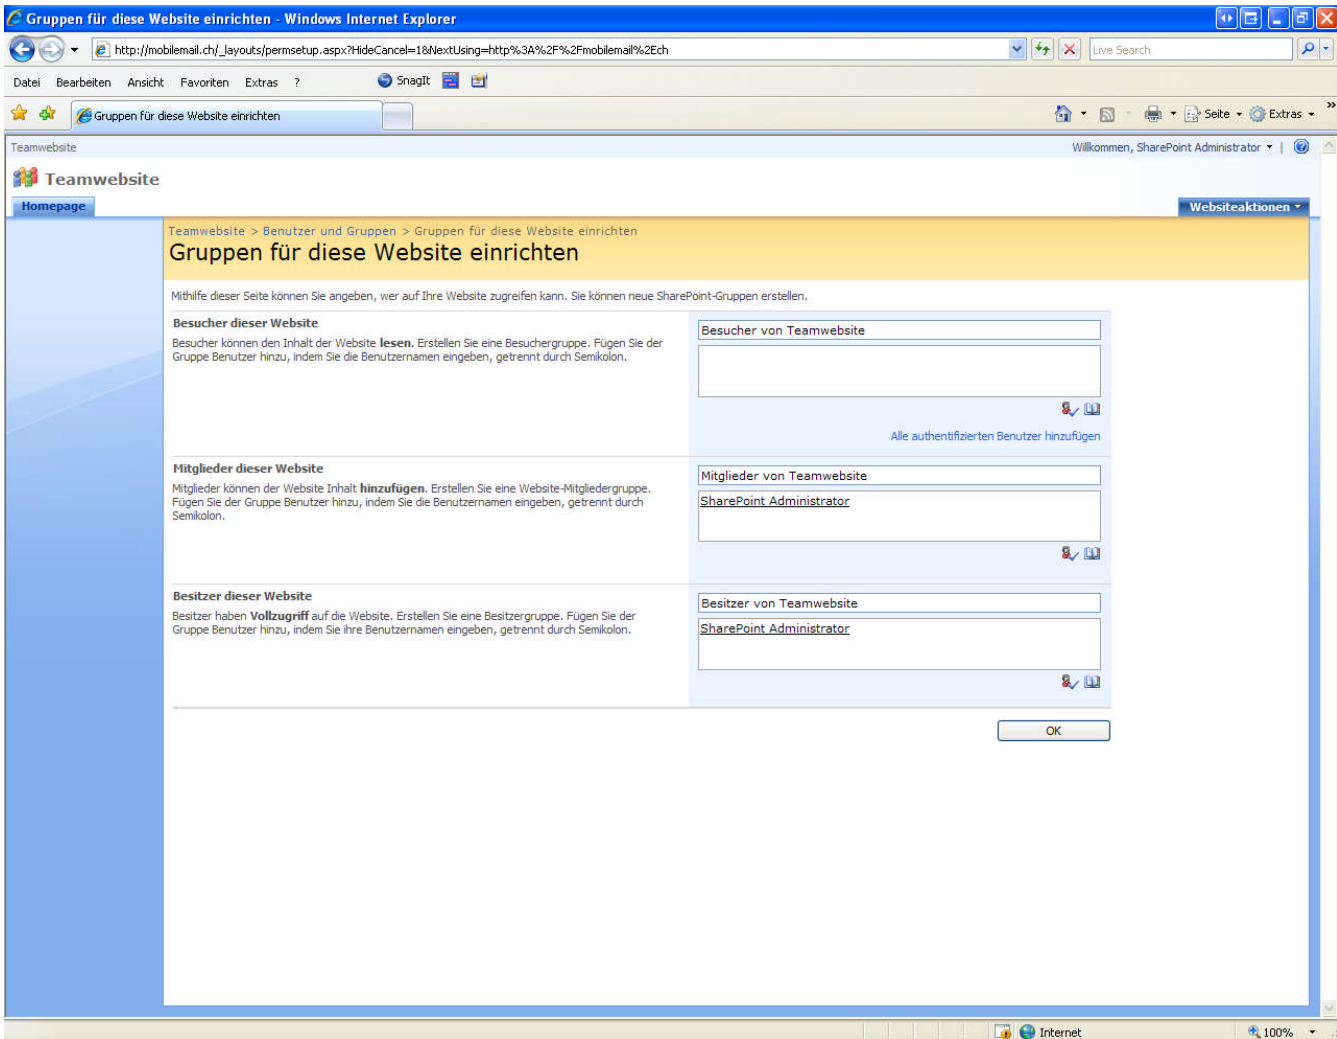 Gruppen für diese Website einrichten - Windows Internet Explorer
http://mobilemail.ch/_layouts/permsetup.aspx?HideCancel=1&NextUsing=http%3A%2F%2Fmobilemail%2Ech
Live Search
Datei Bearbeiten Ansicht Favoriten Extras ? SnagIt
Gruppen für diese Website einrichten
Seite Extras
Teamwebsite
Willkommen, SharePoint Administrator
Teamwebsite
Homepage
Websiteaktionen
Teamwebsite > Benutzer und Gruppen > Gruppen für diese Website einrichten
Gruppen für diese Website einrichten
Mithilfe dieser Seite können Sie angeben, wer auf Ihre Website zugreifen kann. Sie können neue SharePoint-Gruppen erstellen.
Besucher dieser Website
Besucher können den Inhalt der Website lesen. Erstellen Sie eine Besuchergruppe. Fügen Sie der
Gruppe Benutzer hinzu, indem Sie die Benutzernamen eingeben, getrennt durch Semikolon.
Besucher von Teamwebsite
Alle authentifizierten Benutzer hinzufügen
Mitglieder dieser Website
Mitglieder können der Website Inhalt hinzufügen. Erstellen Sie eine Website-Mitgliedergruppe.
Fügen Sie der Gruppe Benutzer hinzu, indem Sie die Benutzernamen eingeben, getrennt durch
Semikolon.
Mitglieder von Teamwebsite
SharePoint Administrator
Besitzer dieser Website
Besitzer haben Vollzugriff auf die Website. Erstellen Sie eine Besitzergruppe. Fügen Sie der
Gruppe Benutzer hinzu, indem Sie ihre Benutzernamen eingeben, getrennt durch Semikolon.
Besitzer von Teamwebsite
SharePoint Administrator
OK
Internet
100%